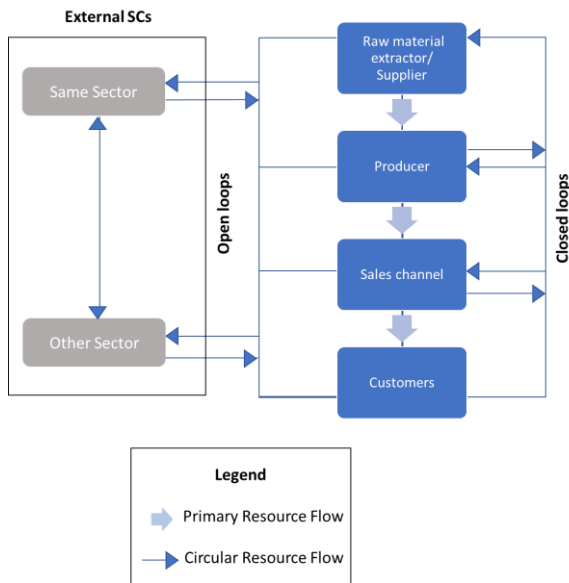 External SCs
Same Sector
Other Sector
Open loops
Raw material
extractor/
Supplier
Producer
Sales channel
Customers
Closed loops
Legend
Primary Resource Flow
Circular Resource Flow